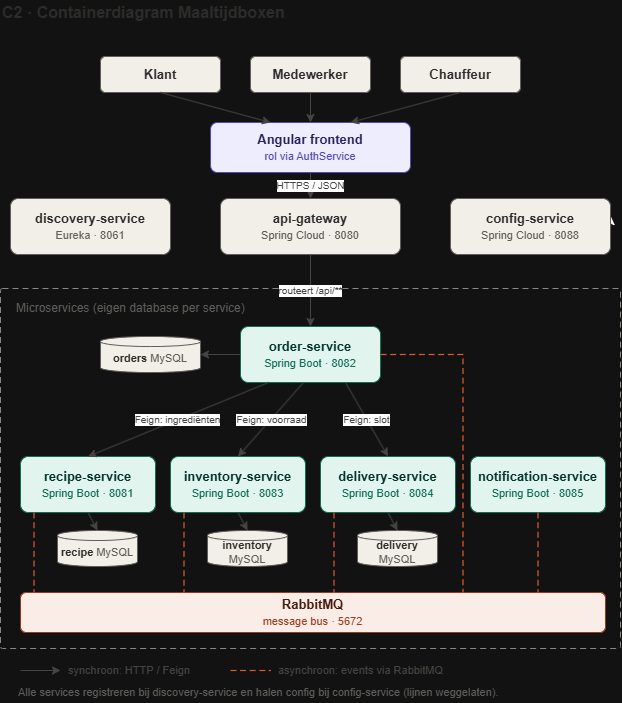 C2 · Containerdiagram Maaltijdboxen
Klant
Medewerker
Chauffeur
Angular frontend
rol via AuthService
HTTPS / JSON
discovery-service
Eureka · 8061
api-gateway
Spring Cloud · 8080
config-service
Spring Cloud · 8088
routeert /api/**
Microservices (eigen database per service)
order-service
Spring Boot · 8082
orders MySQL
Feign: ingrediënten
Feign: voorraad
Feign: slot
recipe-service
Spring Boot · 8081
inventory-service
Spring Boot · 8083
delivery-service
Spring Boot · 8084
notification-service
Spring Boot · 8085
recipe MySQL
inventory
MySQL
delivery
MySQL
RabbitMQ
message bus · 5672
synchroon: HTTP / Feign
asynchroon: events via RabbitMQ
Alle services registreren bij discovery-service en halen config bij config-service (lijnen weggelaten).